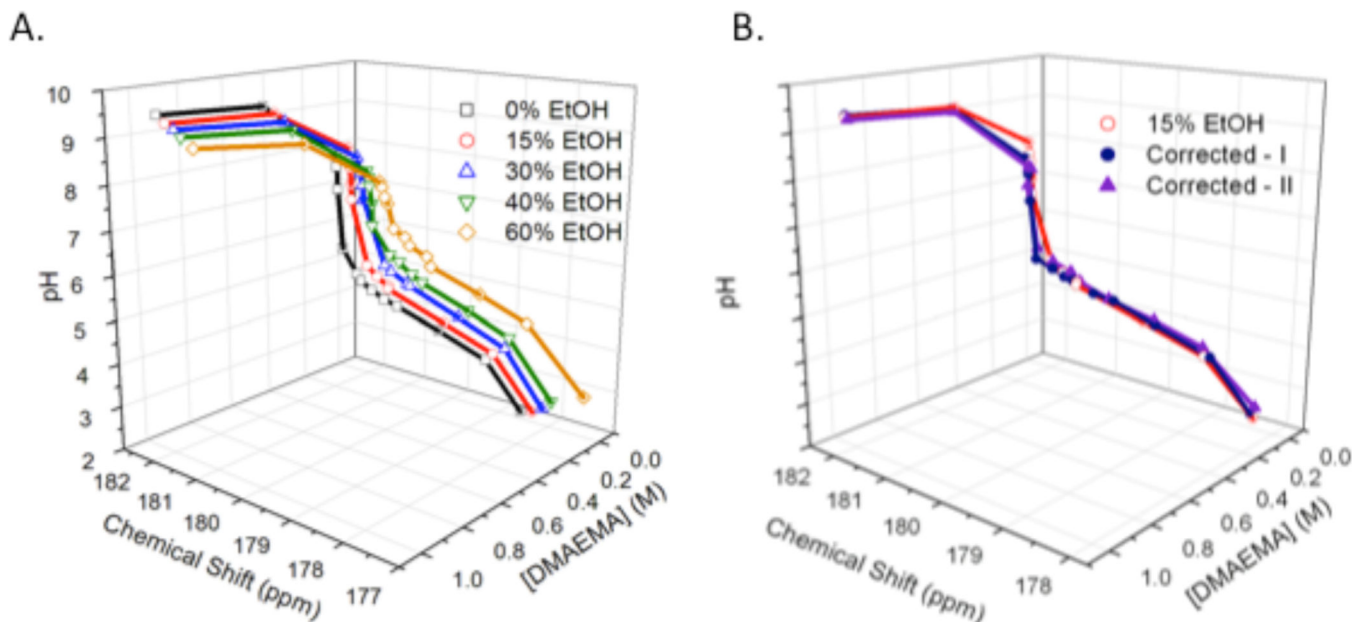 A.
10
9
8
7
6
5
4
3
2
pH
0% EtOH
15% EtOH
30% EtOH
40% EtOH
60% EtOH
182
181
180
179
178
177
Chemical Shift (ppm)
0.0
0.2
0.4
0.6
0.8
1.0
[DMAEMA] (M)
B.
pH
15% EtOH
Corrected - I
Corrected - II
182
181
180
179
178
Chemical Shift (ppm)
0.0
0.2
0.4
0.6
0.8
1.0
[DMAEMA] (M)